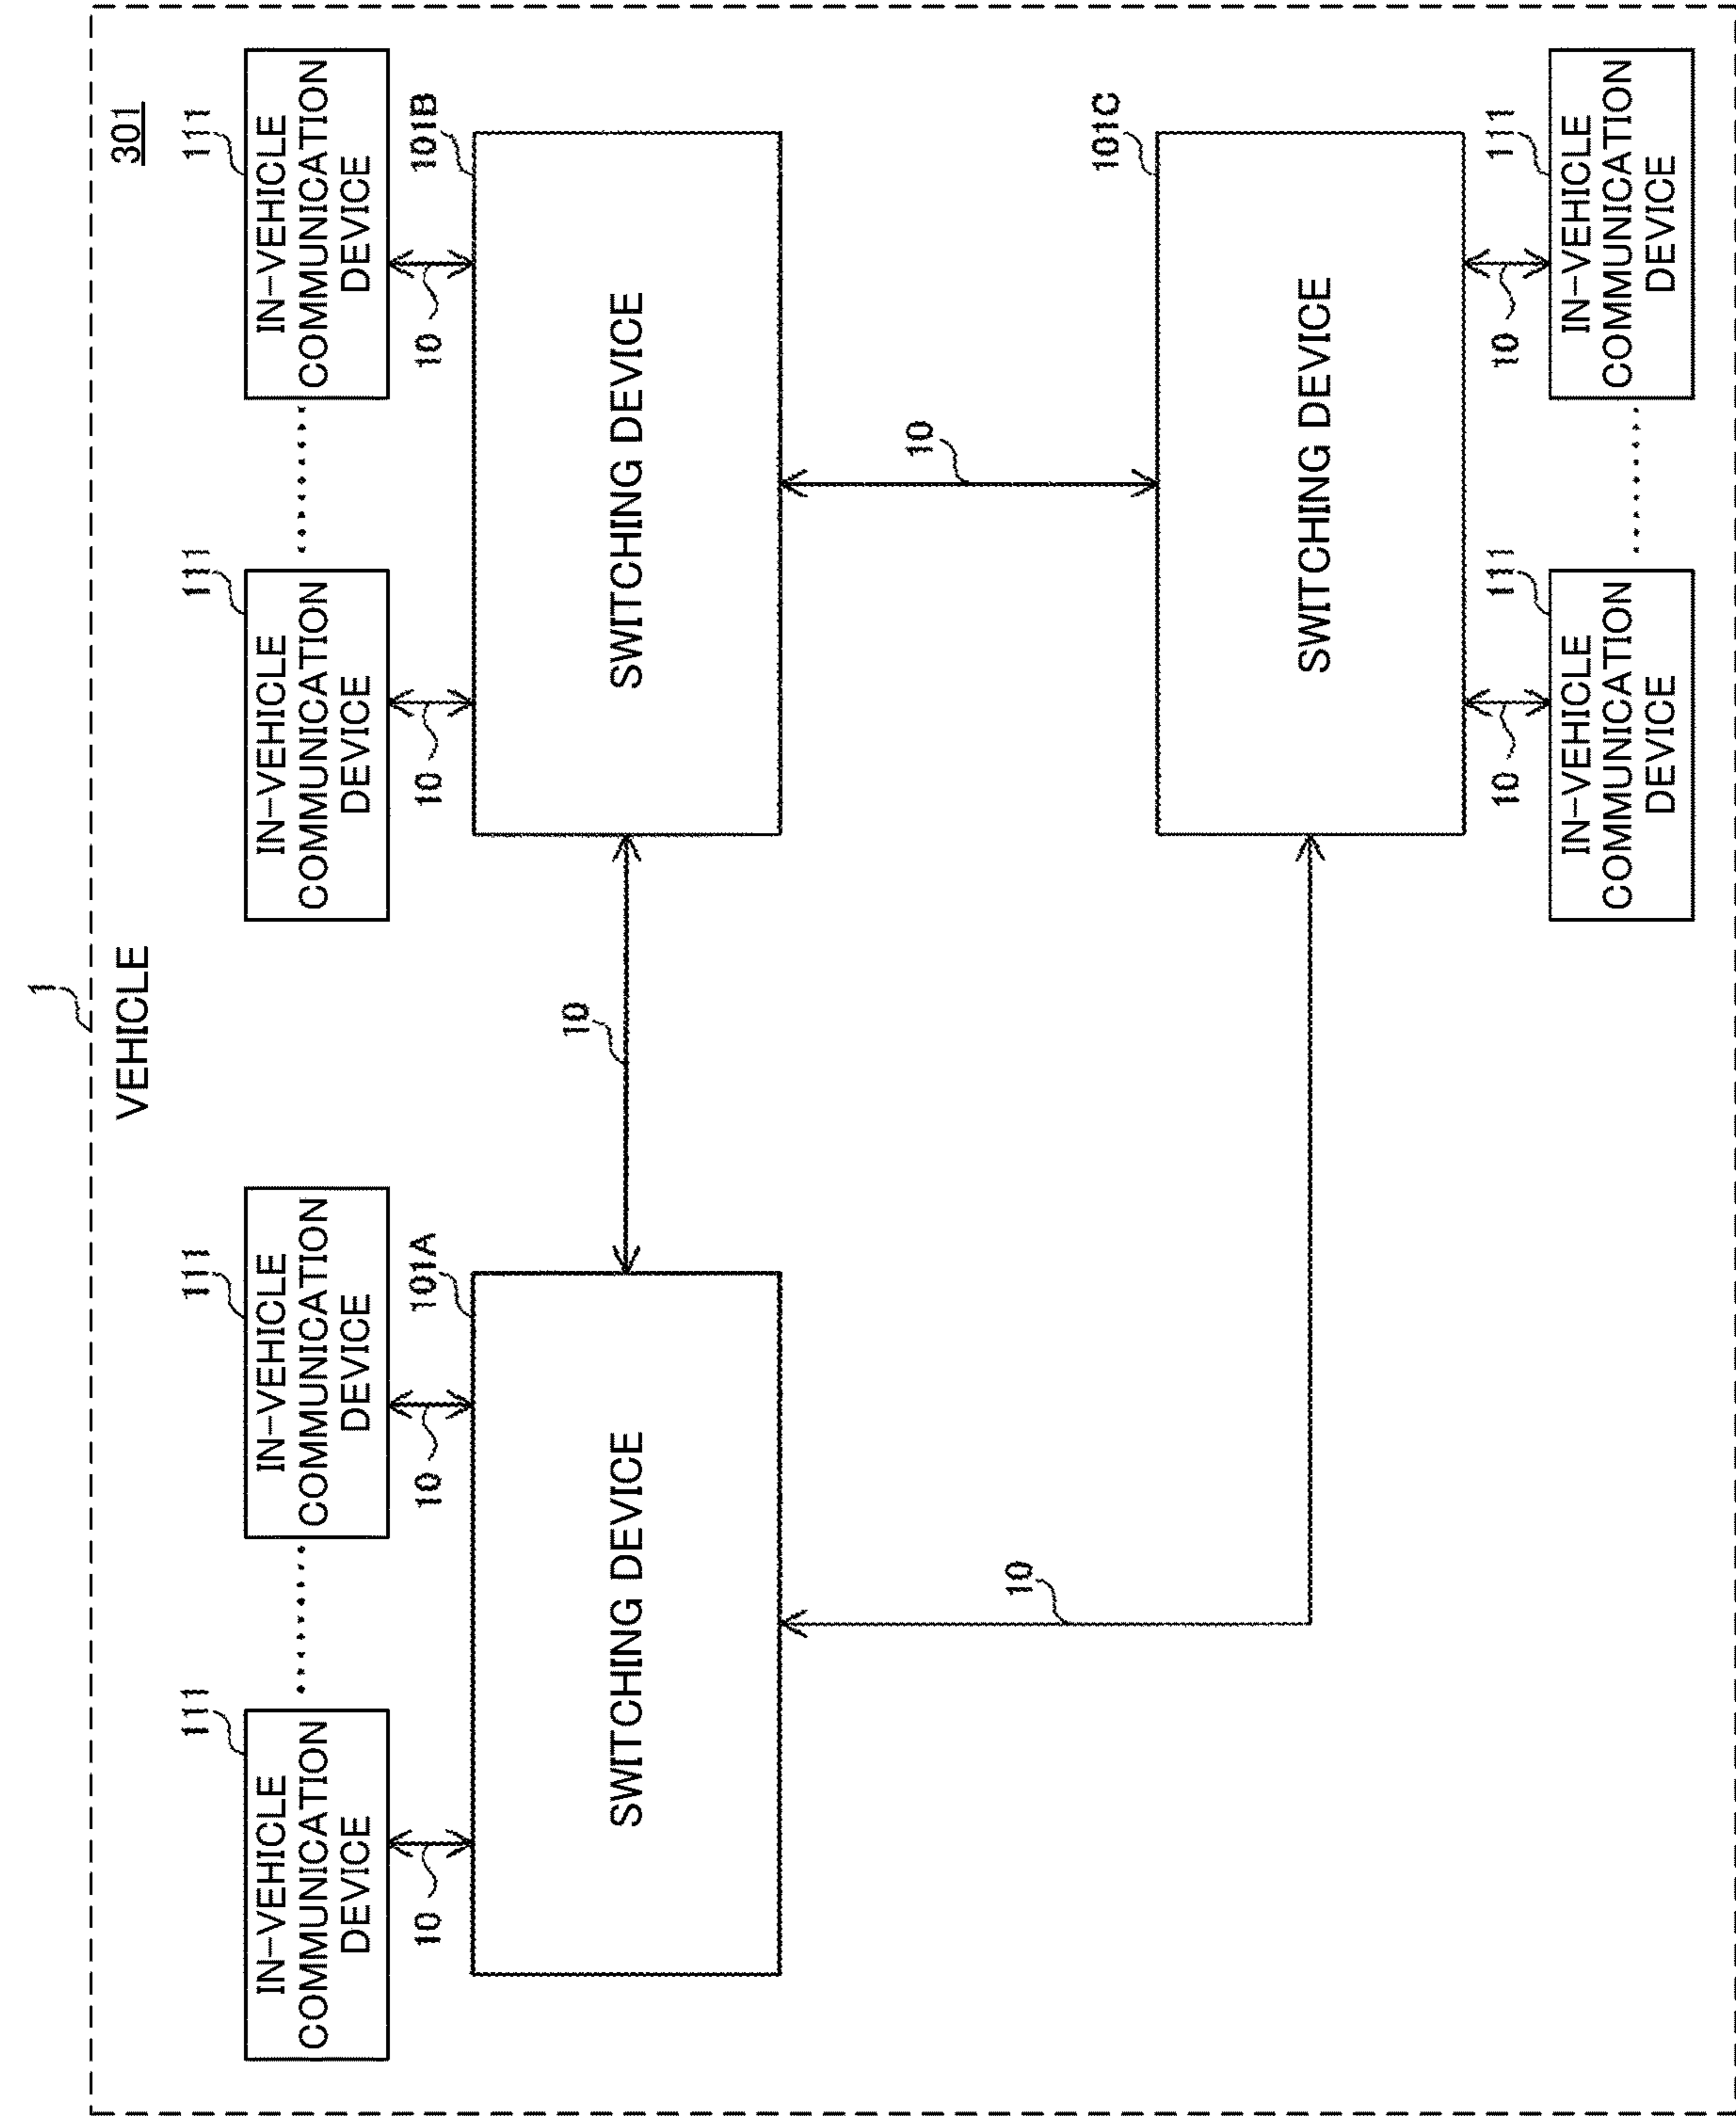 1
VEHICLE
301
111
IN-VEHICLE
COMMUNICATION
DEVICE
111
IN-VEHICLE
COMMUNICATION
DEVICE
111
IN-VEHICLE
COMMUNICATION
DEVICE
111
IN-VEHICLE
COMMUNICATION
DEVICE
10
10
101A
10
10
101B
SWITCHING DEVICE
10
SWITCHING DEVICE
10
10
101C
SWITCHING DEVICE
10
10
111
IN-VEHICLE
COMMUNICATION
DEVICE
111
IN-VEHICLE
COMMUNICATION
DEVICE